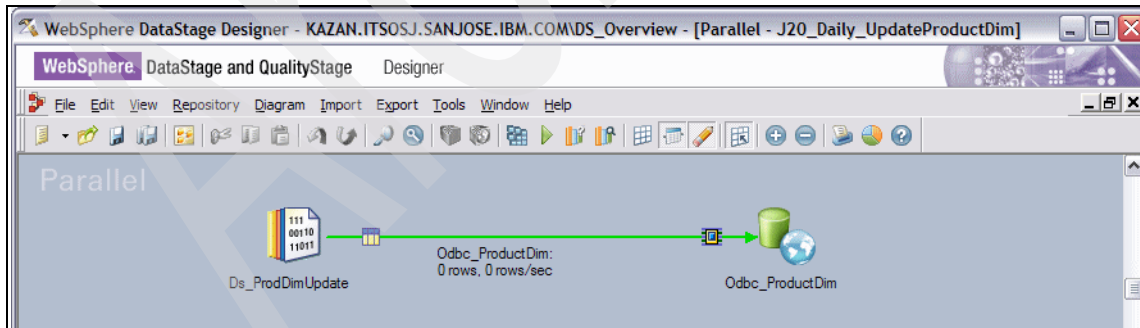 WebSphere DataStage Designer - KAZAN.ITSOSJ.SANJOSE.IBM.COM\DS_Overview - [Parallel - J20_Daily_UpdateProductDim]
WebSphere. DataStage and QualityStage Designer
File Edit View Repository Diagram Import Export Tools Window Help
Parallel
111
00110
11011
Odbc_ProductDim:
0 rows, 0 rows/sec
Ds_ProdDimUpdate
Odbc_ProductDim